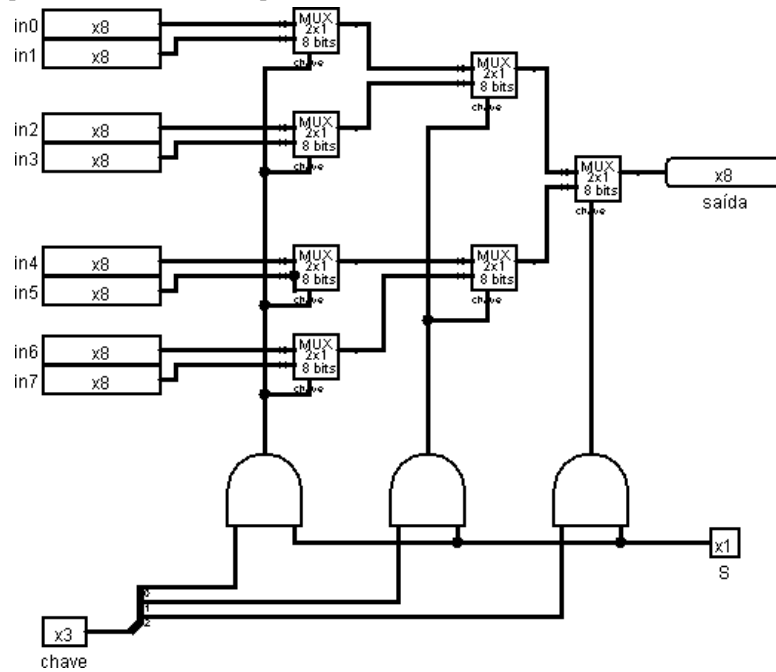 in0 x8
in1 x8
MUX
2x1
8 bits
chave
MUX
2x1
8 bits
chave
in2 x8
in3 x8
MUX
2x1
8 bits
chave
MUX
2x1
8 bits
chave
x8
saída
in4 x8
in5 x8
MUX
2x1
8 bits
chave
MUX
2x1
8 bits
chave
in6 x8
in7 x8
MUX
2x1
8 bits
chave
x1
S
0
1
2
x3
chave